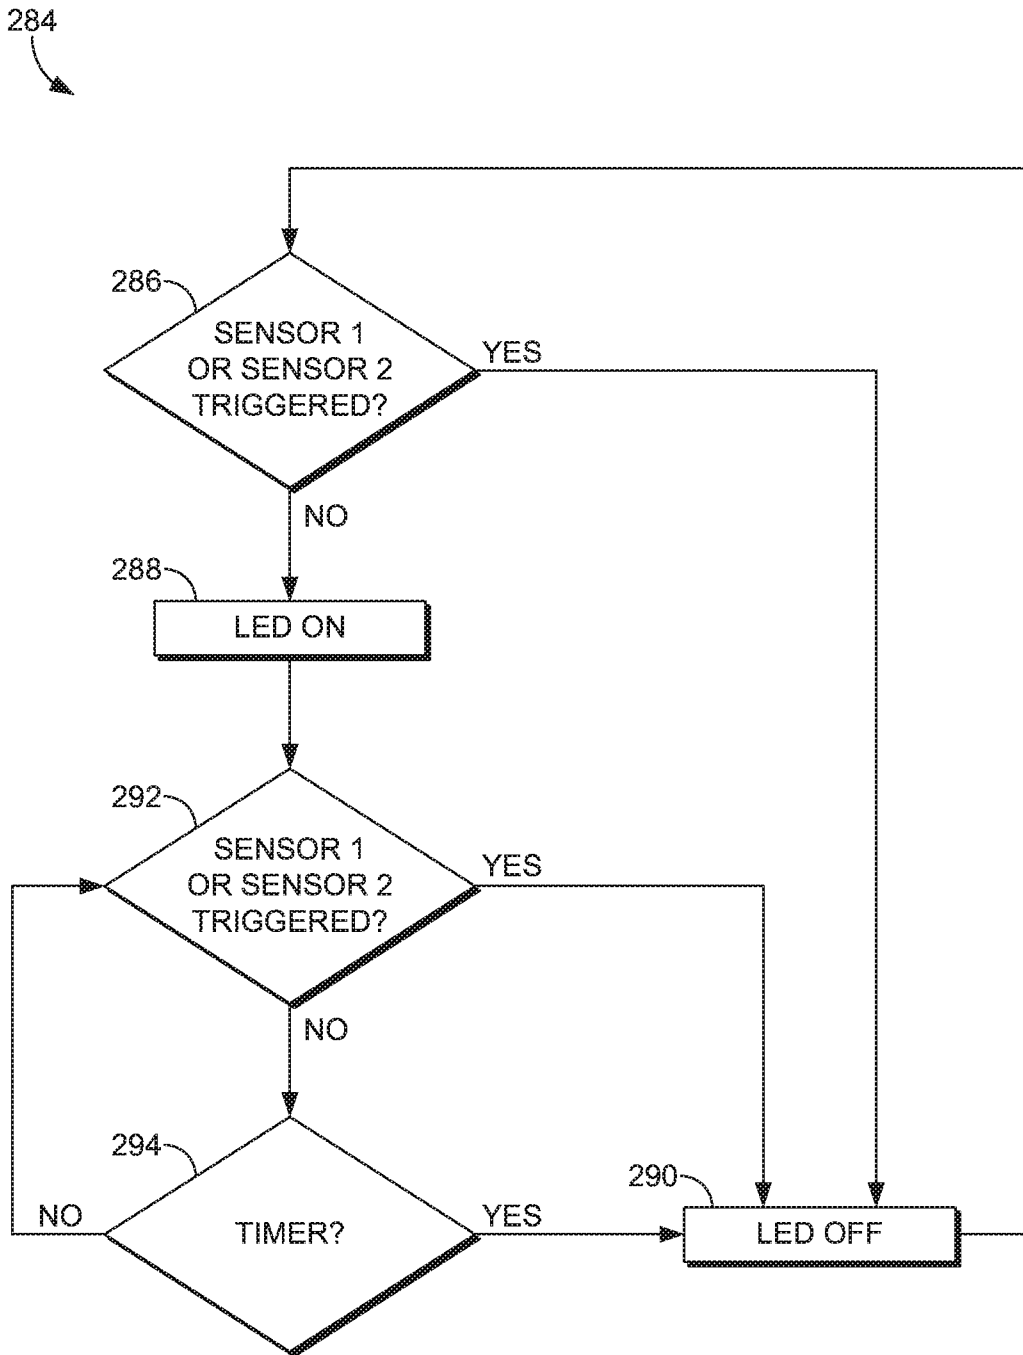 284
286
SENSOR 1
OR SENSOR 2
TRIGGERED?
YES
NO
288
LED ON
292
SENSOR 1
OR SENSOR 2
TRIGGERED?
YES
NO
294
NO
TIMER?
YES
290
LED OFF